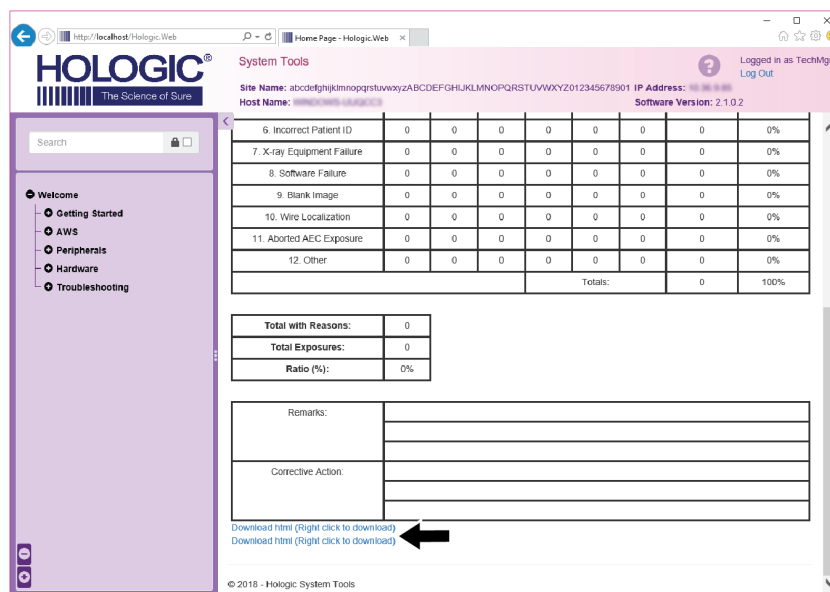 http://localhost/Hologic.Web
Home Page - Hologic.Web
HOLOGIC®
The Science of Sure
System Tools
Logged in as TechMgr
Log Out
Site Name: abcdefghijklmnopqrstuvwxyzABCDEFGHIJKLMNOPQRSTUVWXYZ012345678901 IP Address:
Host Name: Software Version: 2.1.0.2
Search
Welcome
Getting Started
AWS
Peripherals
Hardware
Troubleshooting
6. Incorrect Patient ID 0 0 0 0 0 0 0 0%
7. X-ray Equipment Failure 0 0 0 0 0 0 0 0%
8. Software Failure 0 0 0 0 0 0 0 0%
9. Blank Image 0 0 0 0 0 0 0 0%
10. Wire Localization 0 0 0 0 0 0 0 0%
11. Aborted AEC Exposure 0 0 0 0 0 0 0 0%
12. Other 0 0 0 0 0 0 0 0%
Totals: 0 100%
Total with Reasons: 0
Total Exposures: 0
Ratio (%): 0%
Remarks:
Corrective Action:
Download html (Right click to download)
Download html (Right click to download)
© 2018 - Hologic System Tools